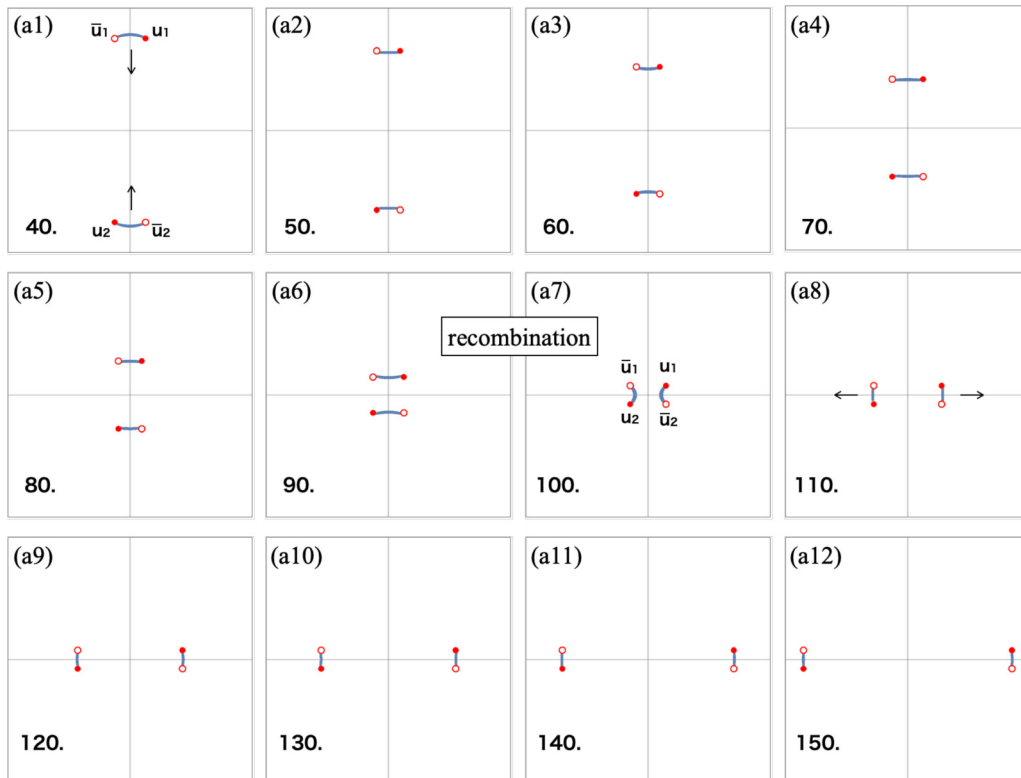 (a1)
ū1 u1
u2 ū2
40.
(a2)
50.
(a3)
60.
(a4)
70.
(a5)
80.
(a6)
90.
recombination
(a7)
ū1 u1
u2 ū2
100.
(a8)
110.
(a9)
120.
(a10)
130.
(a11)
140.
(a12)
150.